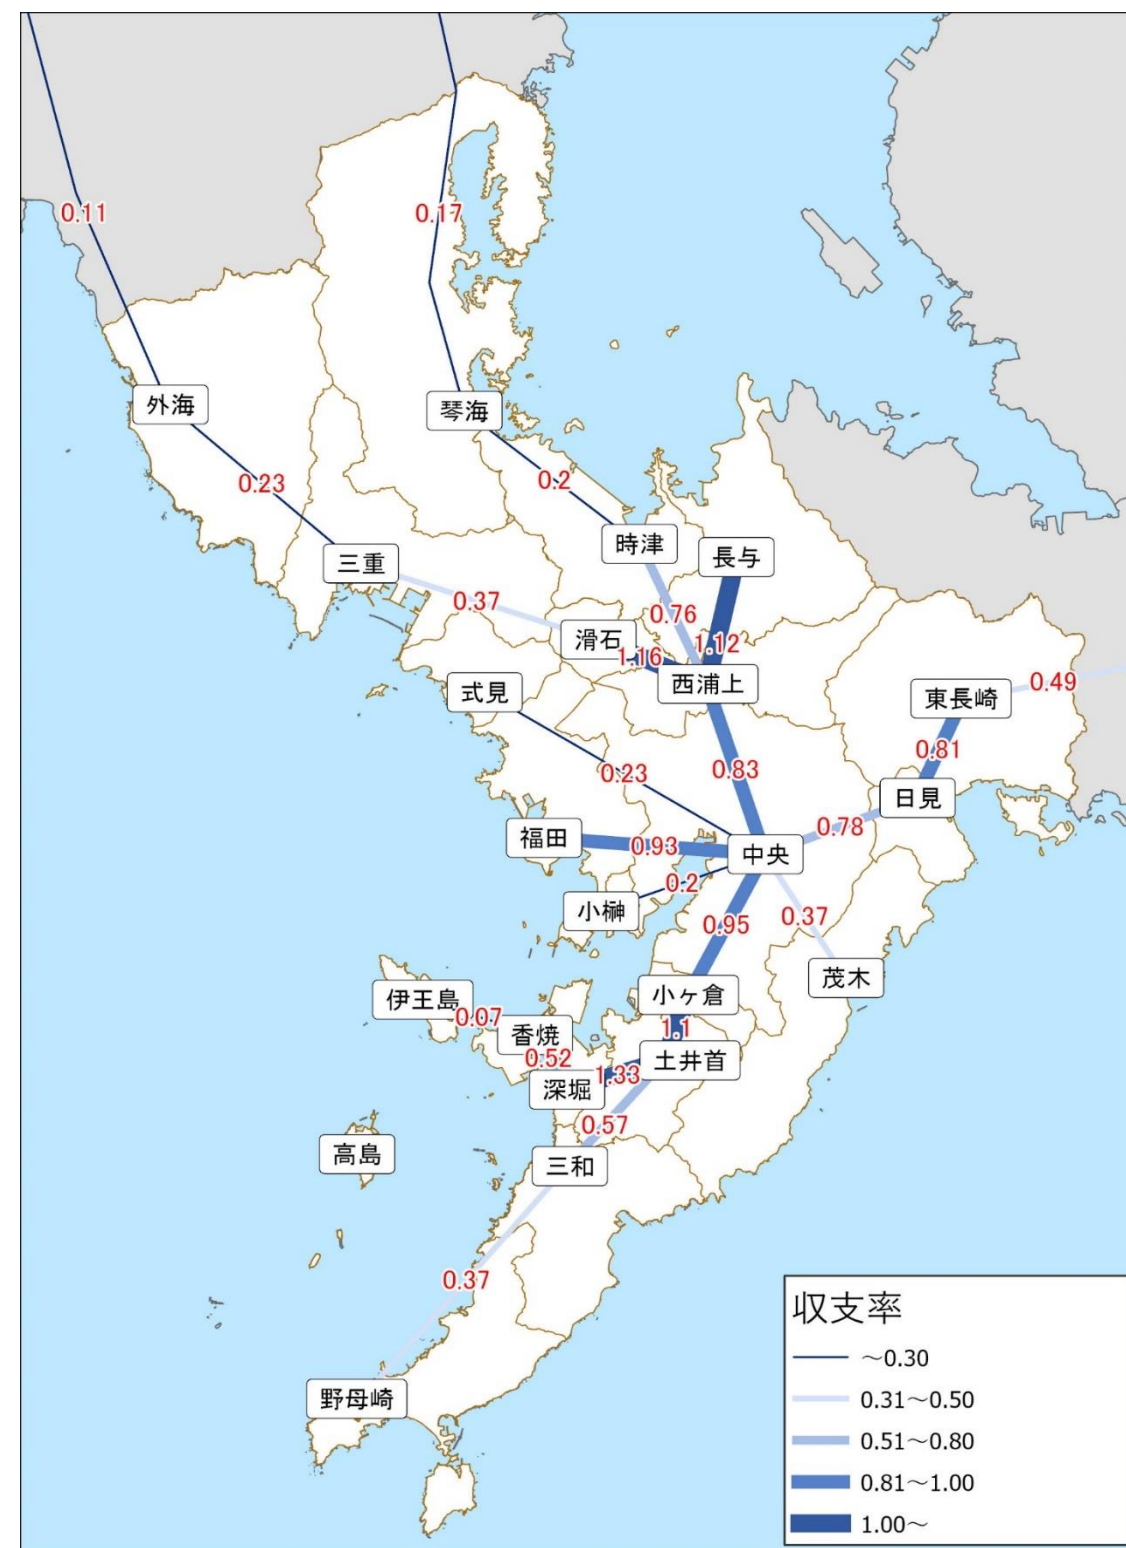 0.11
0.17
外海
琴海
0.23
0.2
時津
長与
三重
0.37
0.76
滑石
1.12
1.16
西浦上
式見
東長崎
0.49
0.23
0.83
0.81
日見
福田
0.93
0.78
中央
0.2
小榊
0.95
0.37
茂木
伊王島
小ヶ倉
0.07
香焼
1.1
0.52
土井首
深堀
1.33
0.57
高島
三和
0.37
野母崎
収支率
～0.30
0.31～0.50
0.51～0.80
0.81～1.00
1.00～